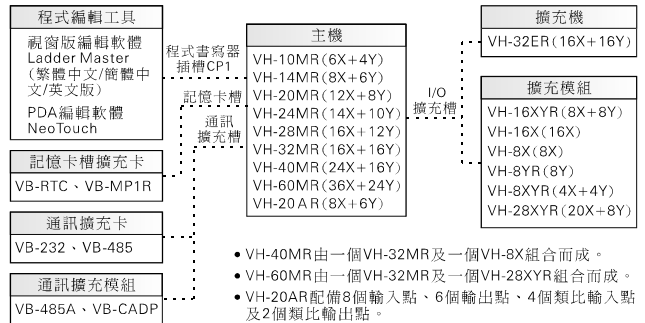 程式編輯工具
視窗版編輯軟體
Ladder Master
(繁體中文/簡體中
文/英文版)
PDA編輯軟體
NeoTouch
記憶卡槽擴充卡
VB-RTC、VB-MP1R
通訊擴充卡
VB-232、VB-485
通訊擴充模組
VB-485A、VB-CADP
程式書寫器
插槽CP1
記憶卡槽
通訊
擴充槽
主機
VH-10MR(6X+4Y)
VH-14MR(8X+6Y)
VH-20MR(12X+8Y)
VH-24MR(14X+10Y)
VH-28MR(16X+12Y)
VH-32MR(16X+16Y)
VH-40MR(24X+16Y)
VH-60MR(36X+24Y)
VH-20AR(8X+6Y)
I/O
擴充槽
擴充機
VH-32ER(16X+16Y)
擴充模組
VH-16XYR(8X+8Y)
VH-16X(16X)
VH-8X(8X)
VH-8YR(8Y)
VH-8XYR(4X+4Y)
VH-28XYR(20X+8Y)
•VH-40MR由一個VH-32MR及一個VH-8X組合而成。
•VH-60MR由一個VH-32MR及一個VH-28XYR組合而成。
•VH-20AR配備8個輸入點、6個輸出點、4個類比輸入點
及2個類比輸出點。